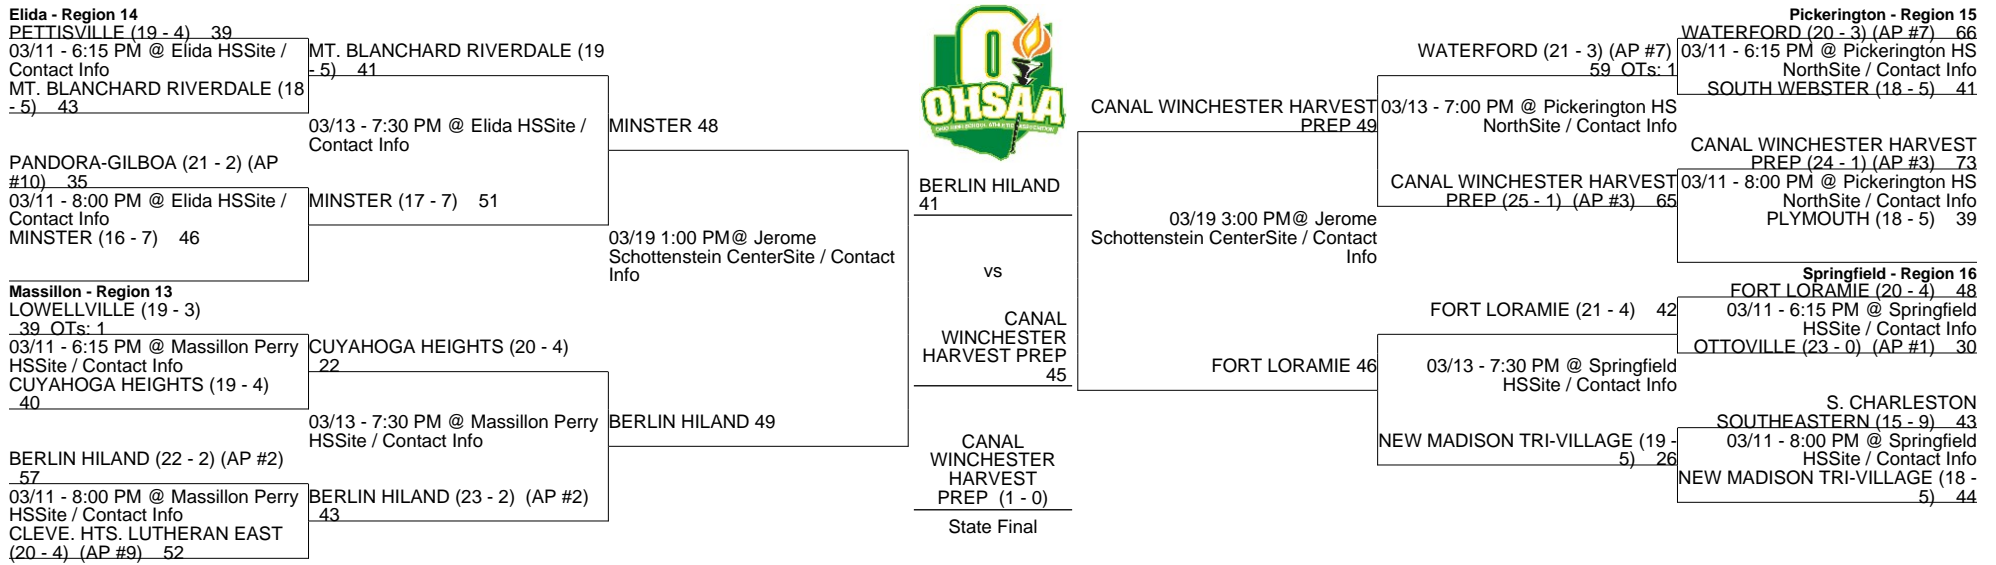 Elida - Region 14
PETTISVILLE (19 - 4) 39
03/11 - 6:15 PM @ Elida HSSite /
Contact Info
MT. BLANCHARD RIVERDALE (18
- 5) 43
PANDORA-GILBOA (21 - 2) (AP
#10) 35
03/11 - 8:00 PM @ Elida HSSite /
Contact Info
MINSTER (16 - 7) 46
Massillon - Region 13
LOWELLVILLE (19 - 3)
39 OTs: 1
03/11 - 6:15 PM @ Massillon Perry
HSSite / Contact Info
CUYAHOGA HEIGHTS (19 - 4)
40
BERLIN HILAND (22 - 2) (AP #2)
57
03/11 - 8:00 PM @ Massillon Perry
HSSite / Contact Info
CLEVE. HTS. LUTHERAN EAST
(20 - 4) (AP #9) 52
MT. BLANCHARD RIVERDALE (19
- 5) 41
03/13 - 7:30 PM @ Elida HSSite /
Contact Info
MINSTER (17 - 7) 51
CUYAHOGA HEIGHTS (20 - 4)
22
03/13 - 7:30 PM @ Massillon Perry
HSSite / Contact Info
BERLIN HILAND (23 - 2) (AP #2)
43
MINSTER 48
03/19 1:00 PM@ Jerome
Schottenstein CenterSite / Contact
Info
BERLIN HILAND 49
OHSAA
BERLIN HILAND
41
vs
CANAL
WINCHESTER
HARVEST PREP
45
CANAL
WINCHESTER
HARVEST
PREP (1 - 0)
State Final
CANAL WINCHESTER HARVEST
PREP 49
03/19 3:00 PM@ Jerome
Schottenstein CenterSite / Contact
Info
FORT LORAMIE 46
WATERFORD (21 - 3) (AP #7)
59 OTs: 1
03/13 - 7:00 PM @ Pickerington HS
NorthSite / Contact Info
CANAL WINCHESTER HARVEST
PREP (25 - 1) (AP #3) 65
FORT LORAMIE (21 - 4) 42
03/13 - 7:30 PM @ Springfield
HSSite / Contact Info
NEW MADISON TRI-VILLAGE (19 -
5) 26
Pickerington - Region 15
WATERFORD (20 - 3) (AP #7) 66
03/11 - 6:15 PM @ Pickerington HS
NorthSite / Contact Info
SOUTH WEBSTER (18 - 5) 41
CANAL WINCHESTER HARVEST
PREP (24 - 1) (AP #3) 73
03/11 - 8:00 PM @ Pickerington HS
NorthSite / Contact Info
PLYMOUTH (18 - 5) 39
Springfield - Region 16
FORT LORAMIE (20 - 4) 48
03/11 - 6:15 PM @ Springfield
HSSite / Contact Info
OTTOVILLE (23 - 0) (AP #1) 30
S. CHARLESTON
SOUTHEASTERN (15 - 9) 43
03/11 - 8:00 PM @ Springfield
HSSite / Contact Info
NEW MADISON TRI-VILLAGE (18 -
5) 44